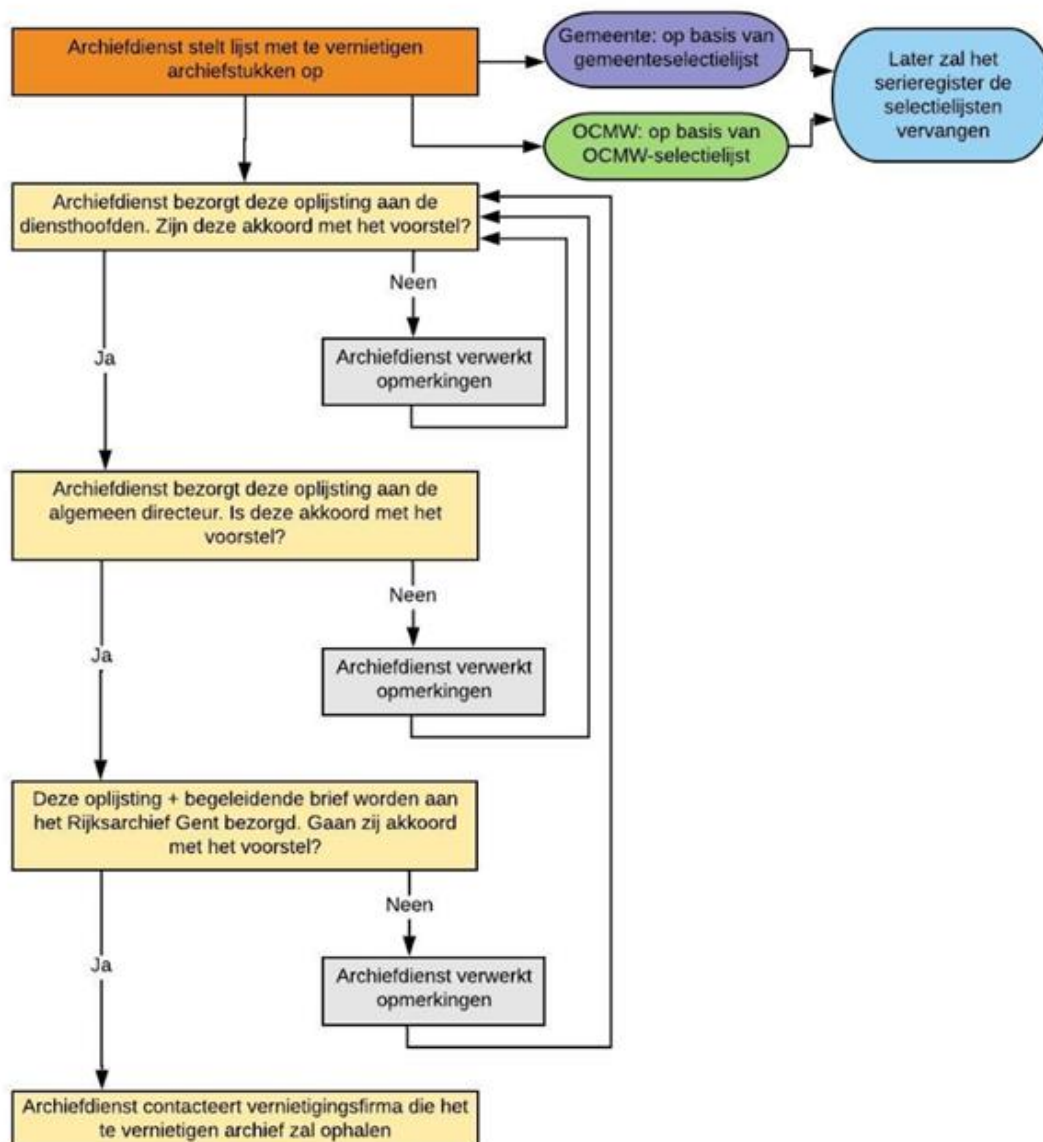 Archiefdienst stelt lijst met te vernietigen
archiefstukken op
Gemeente: op basis van
gemeenteselectielijst
Later zal het
serieregister de
selectielijsten
vervangen
OCMW: op basis van
OCMW-selectielijst
Archiefdienst bezorgt deze oplijsting aan de
diensthoofden. Zijn deze akkoord met het voorstel?
Neen
Ja
Archiefdienst verwerkt
opmerkingen
Archiefdienst bezorgt deze oplijsting aan de
algemeen directeur. Is deze akkoord met het
voorstel?
Neen
Ja
Archiefdienst verwerkt
opmerkingen
Deze oplijsting + begeleidende brief worden aan
het Rijksarchief Gent bezorgd. Gaan zij akkoord
met het voorstel?
Neen
Ja
Archiefdienst verwerkt
opmerkingen
Archiefdienst contacteert vernietigingsfirma die het
te vernietigen archief zal ophalen